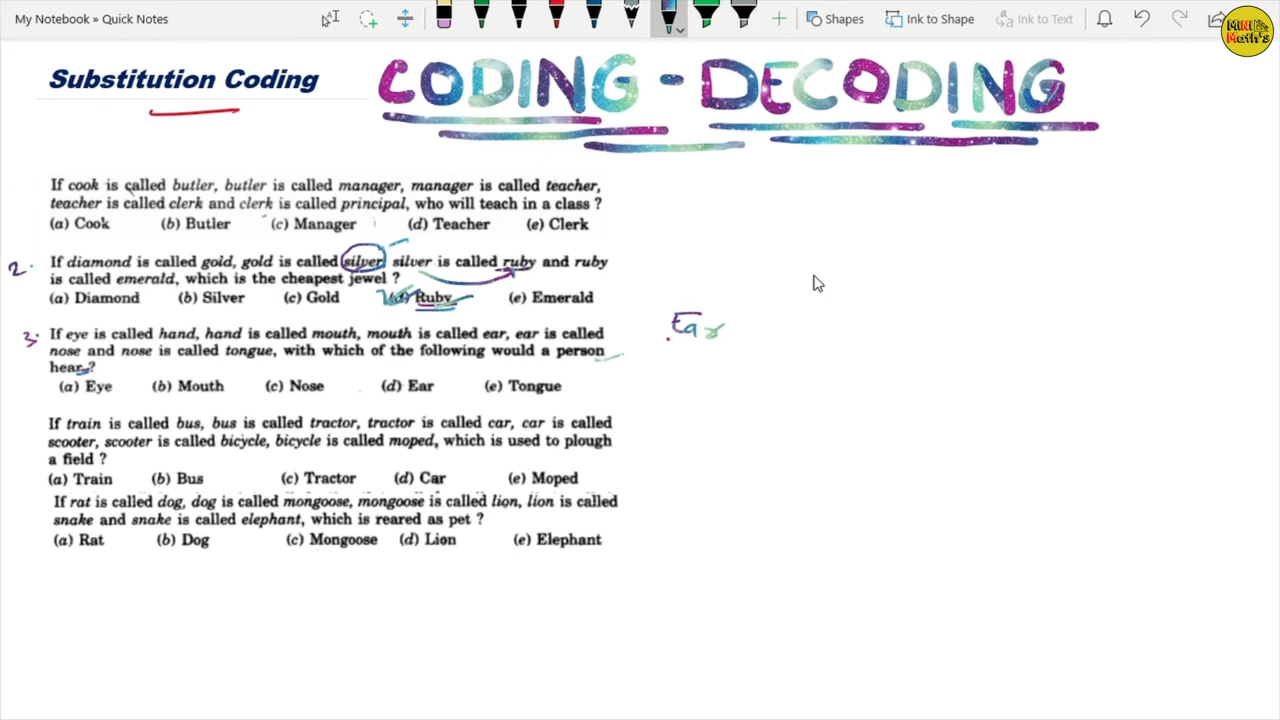 My Notebook » Quick Notes
Shapes
Ink to Shape
Ink to Text
MiNi Math's
Substitution Coding
CODING - DECODING
If cook is called butler, butler is called manager, manager is called teacher,
teacher is called clerk and clerk is called principal, who will teach in a class ?
(a) Cook (b) Butler (c) Manager (d) Teacher (e) Clerk
2. If diamond is called gold, gold is called silver, silver is called ruby and ruby
is called emerald, which is the cheapest jewel ?
(a) Diamond (b) Silver (c) Gold (d) Ruby (e) Emerald
3. If eye is called hand, hand is called mouth, mouth is called ear, ear is called
nose and nose is called tongue, with which of the following would a person
hear ?
Ear
(a) Eye (b) Mouth (c) Nose (d) Ear (e) Tongue
If train is called bus, bus is called tractor, tractor is called car, car is called
scooter, scooter is called bicycle, bicycle is called moped, which is used to plough
a field ?
(a) Train (b) Bus (c) Tractor (d) Car (e) Moped
If rat is called dog, dog is called mongoose, mongoose is called lion, lion is called
snake and snake is called elephant, which is reared as pet ?
(a) Rat (b) Dog (c) Mongoose (d) Lion (e) Elephant